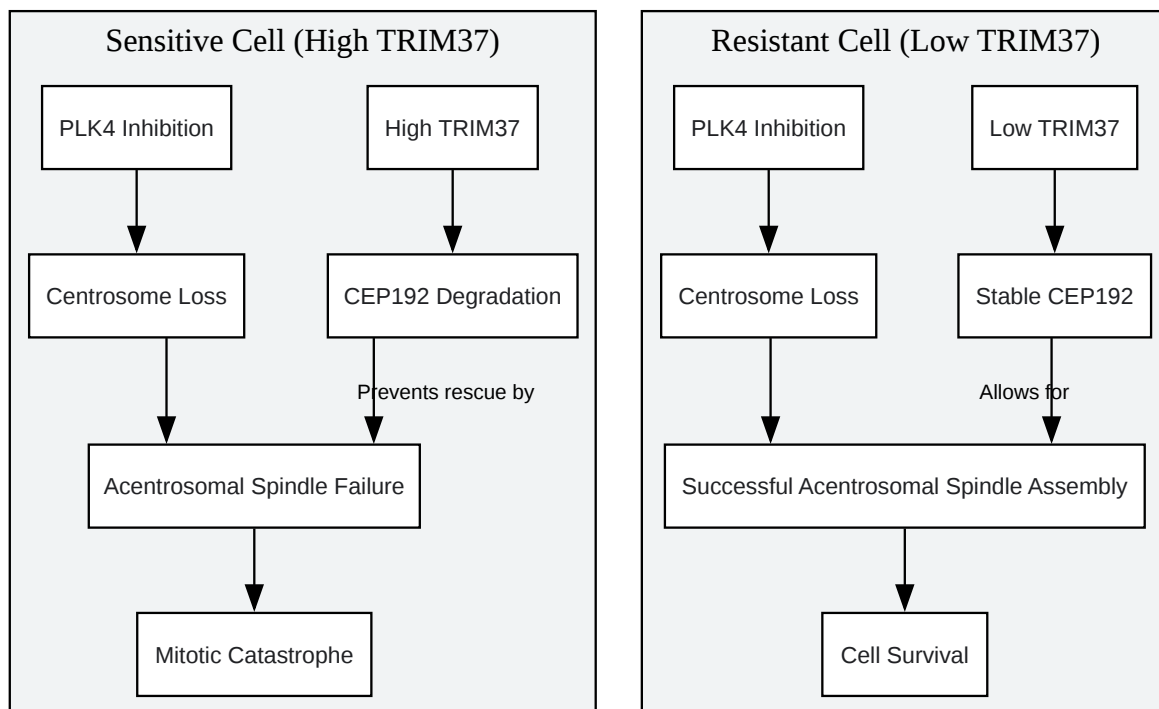 Sensitive Cell (High TRIM37)
PLK4 Inhibition
High TRIM37
Centrosome Loss
CEP192 Degradation
Prevents rescue by
Acentrosomal Spindle Failure
Mitotic Catastrophe
Resistant Cell (Low TRIM37)
PLK4 Inhibition
Low TRIM37
Centrosome Loss
Stable CEP192
Allows for
Successful Acentrosomal Spindle Assembly
Cell Survival